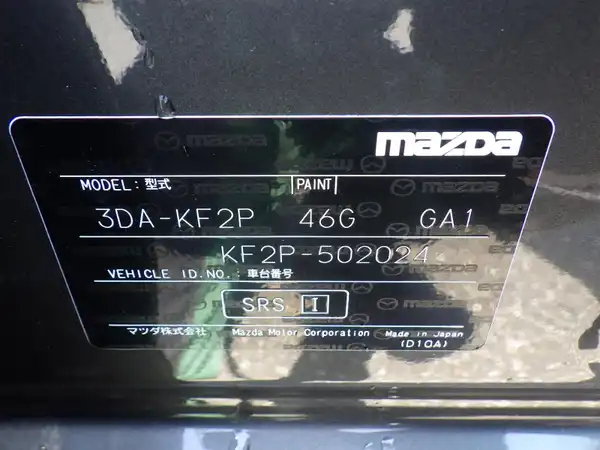 mazda
MODEL : 型式 PAINT
3DA-KF2P 46G GA1
KF2P-502024
VEHICLE ID.NO. : 車台番号
SRS I
マツダ株式会社 Mazda Motor Corporation Made in Japan
(D10A)